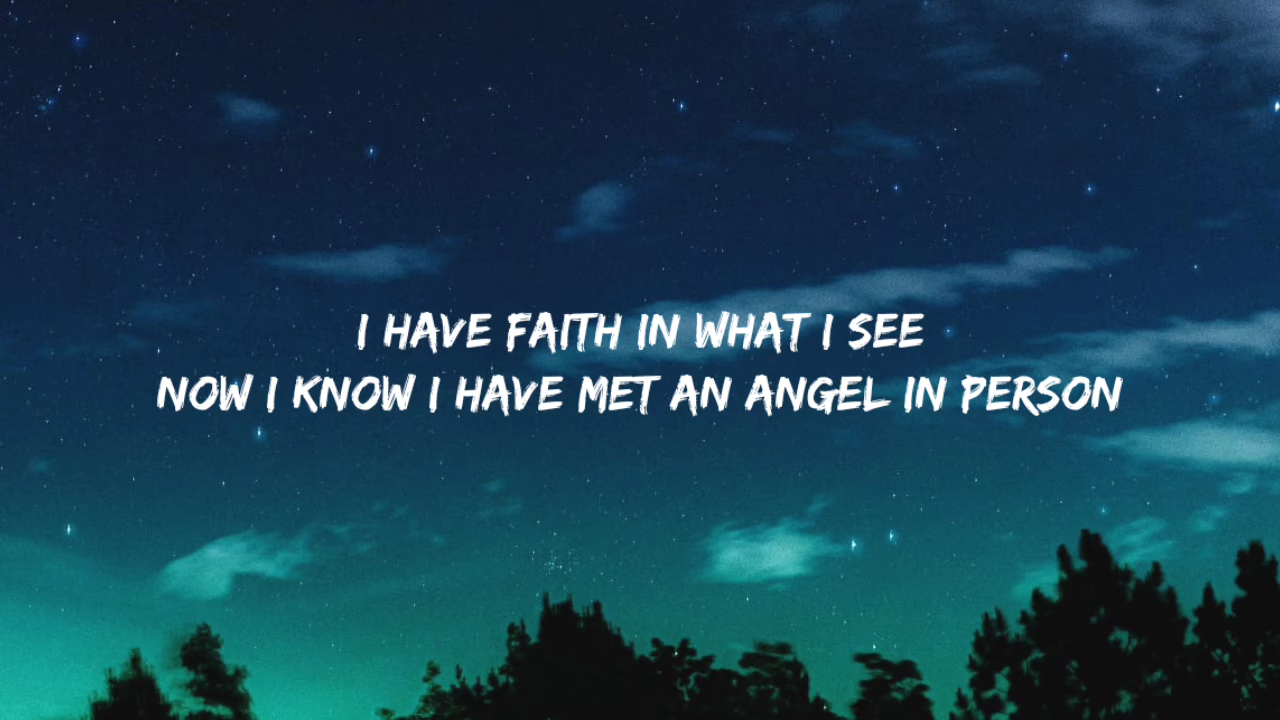 I HAVE FAITH IN WHAT I SEE
NOW I KNOW I HAVE MET AN ANGEL IN PERSON